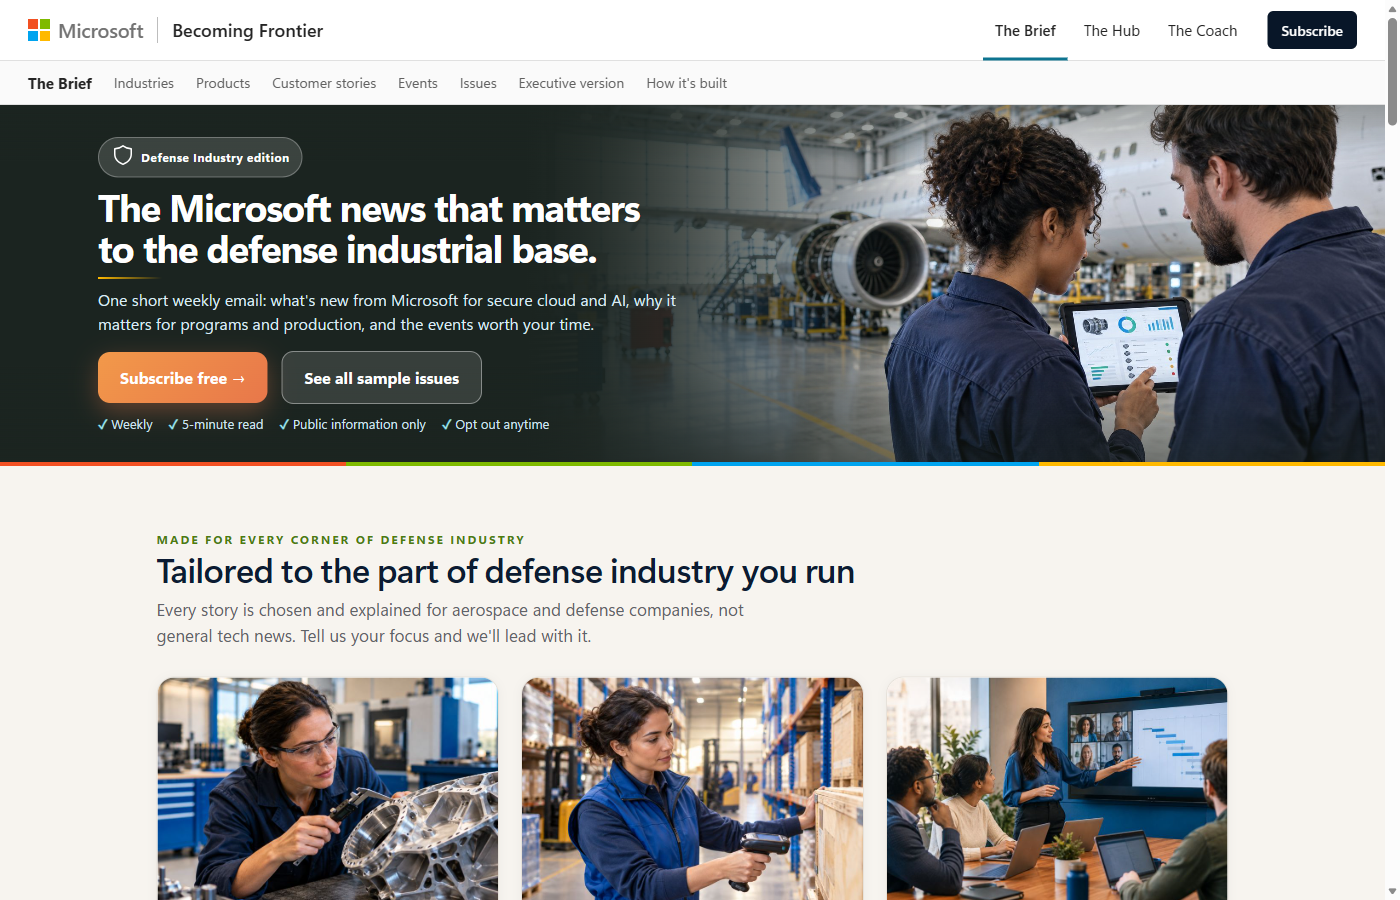 Microsoft
Becoming Frontier
The Brief
The Hub
The Coach
Subscribe
The Brief
Industries
Products
Customer stories
Events
Issues
Executive version
How it's built
Defense Industry edition
The Microsoft news that matters
to the defense industrial base.
One short weekly email: what's new from Microsoft for secure cloud and AI, why it
matters for programs and production, and the events worth your time.
Subscribe free →
See all sample issues
✓ Weekly
✓ 5-minute read
✓ Public information only
✓ Opt out anytime
MADE FOR EVERY CORNER OF DEFENSE INDUSTRY
Tailored to the part of defense industry you run
Every story is chosen and explained for aerospace and defense companies, not
general tech news. Tell us your focus and we'll lead with it.